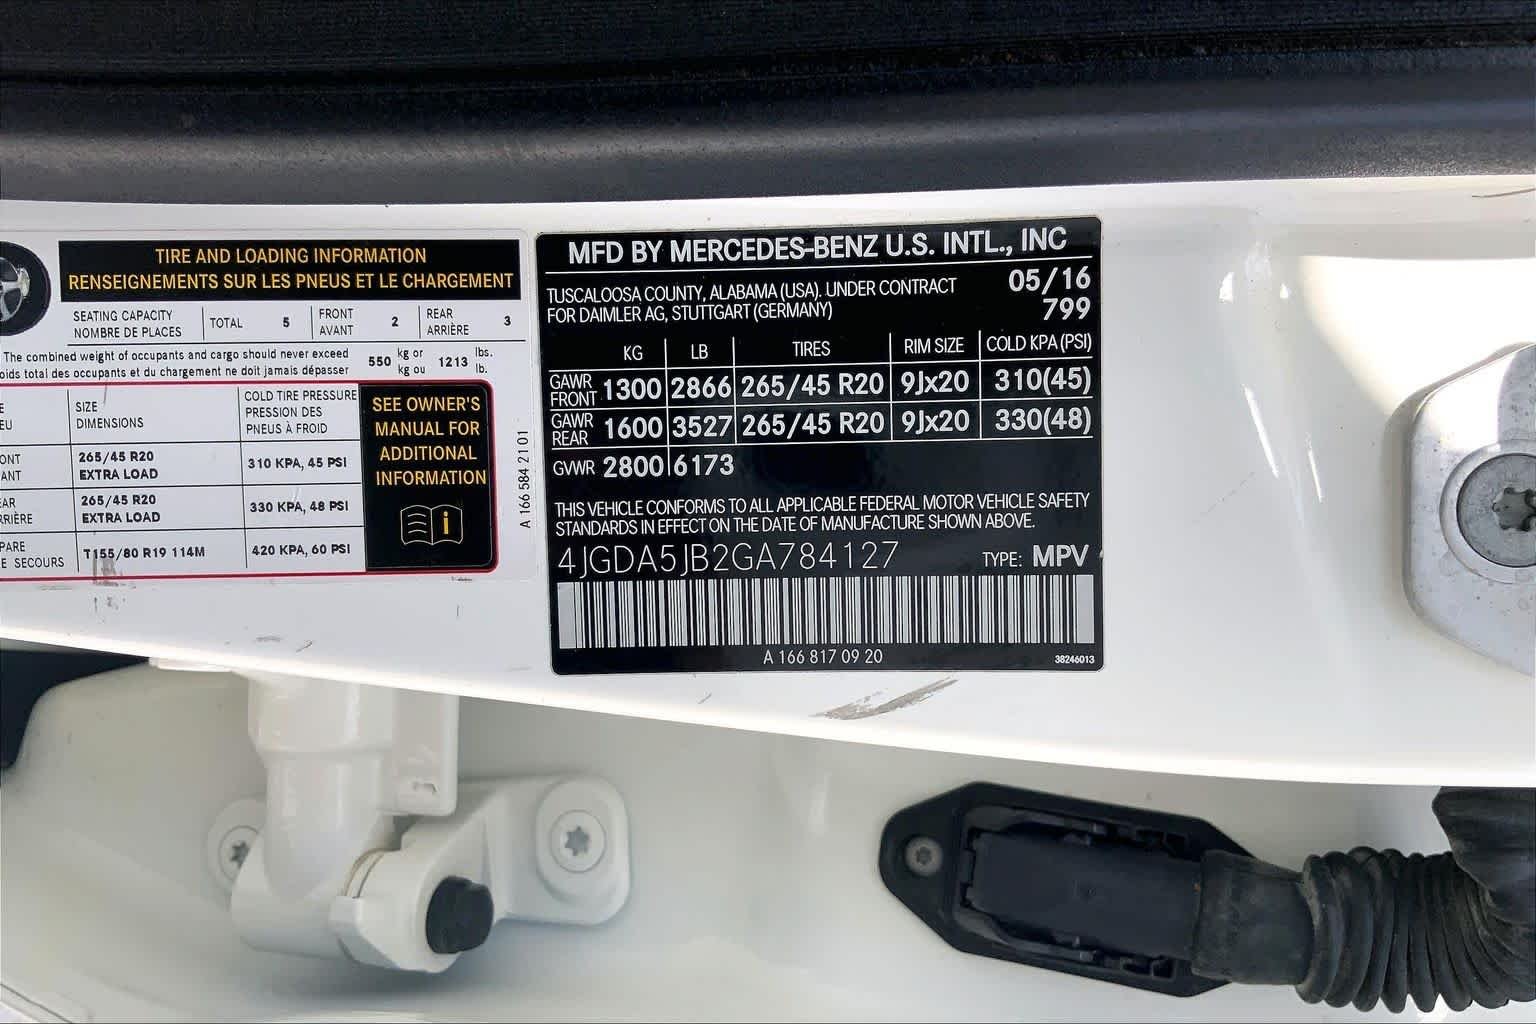 TIRE AND LOADING INFORMATION
RENSEIGNEMENTS SUR LES PNEUS ET LE CHARGEMENT
SEATING CAPACITY
NOMBRE DE PLACES
TOTAL 5
FRONT
AVANT
2
REAR
ARRIÈRE
3
The combined weight of occupants and cargo should never exceed
oids total des occupants et du chargement ne doit jamais dépasser
550
kg or
kg ou
1213
lbs.
lb.
E
EU
SIZE
DIMENSIONS
COLD TIRE PRESSURE
PRESSION DES
PNEUS À FROID
ONT
ANT
265/45 R20
EXTRA LOAD
310 KPA, 45 PSI
AR
RIÈRE
265/45 R20
EXTRA LOAD
330 KPA, 48 PSI
PARE
E SECOURS
T155/80 R19 114M
420 KPA, 60 PSI
SEE OWNER'S
MANUAL FOR
ADDITIONAL
INFORMATION
i
A 166 584 21 01
MFD BY MERCEDES-BENZ U.S. INTL., INC
TUSCALOOSA COUNTY, ALABAMA (USA). UNDER CONTRACT
FOR DAIMLER AG, STUTTGART (GERMANY)
05/16
799
KG LB TIRES RIM SIZE COLD KPA (PSI)
GAWR
FRONT
1300 2866 265/45 R20 9Jx20 310(45)
GAWR
REAR
1600 3527 265/45 R20 9Jx20 330(48)
GVWR 2800 6173
THIS VEHICLE CONFORMS TO ALL APPLICABLE FEDERAL MOTOR VEHICLE SAFETY
STANDARDS IN EFFECT ON THE DATE OF MANUFACTURE SHOWN ABOVE.
4JGDA5JB2GA784127 TYPE: MPV
A 166 817 09 20
38246013